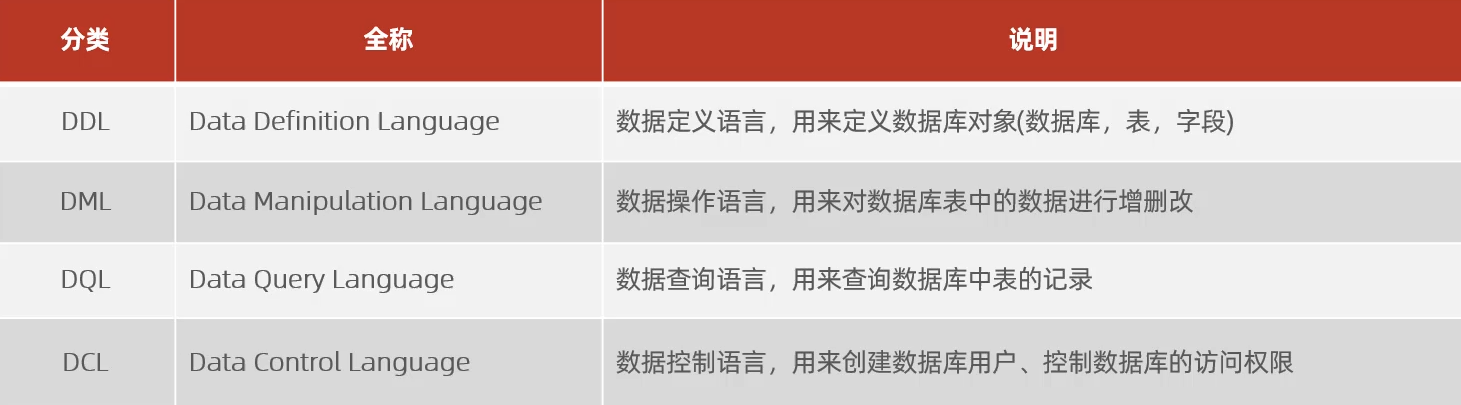 分类 全称 说明
DDL Data Definition Language 数据定义语言，用来定义数据库对象(数据库，表，字段)
DML Data Manipulation Language 数据操作语言，用来对数据库表中的数据进行增删改
DQL Data Query Language 数据查询语言，用来查询数据库中表的记录
DCL Data Control Language 数据控制语言，用来创建数据库用户、控制数据库的访问权限